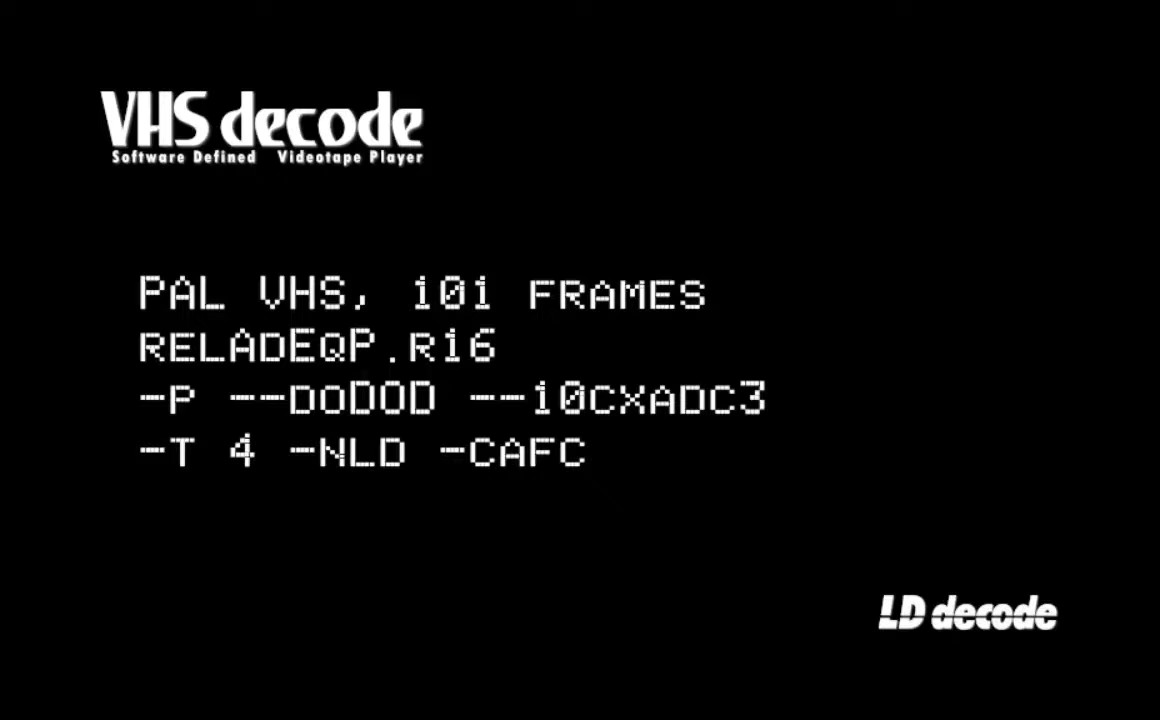 VHS decode
Software Defined Videotape Player
PAL VHS, 101 FRAMES
RELADEQP.R16
-P --DODOD --10CXADC3
-T 4 -NLD -CAFC
LD decode